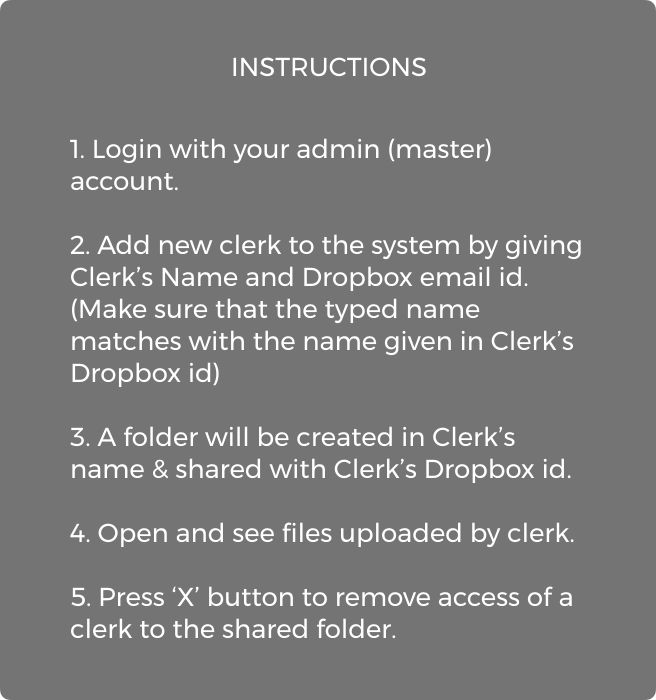 INSTRUCTIONS
1. Login with your admin (master)
account.
2. Add new clerk to the system by giving
Clerk’s Name and Dropbox email id.
(Make sure that the typed name
matches with the name given in Clerk’s
Dropbox id)
3. A folder will be created in Clerk’s
name & shared with Clerk’s Dropbox id.
4. Open and see files uploaded by clerk.
5. Press ‘X’ button to remove access of a
clerk to the shared folder.